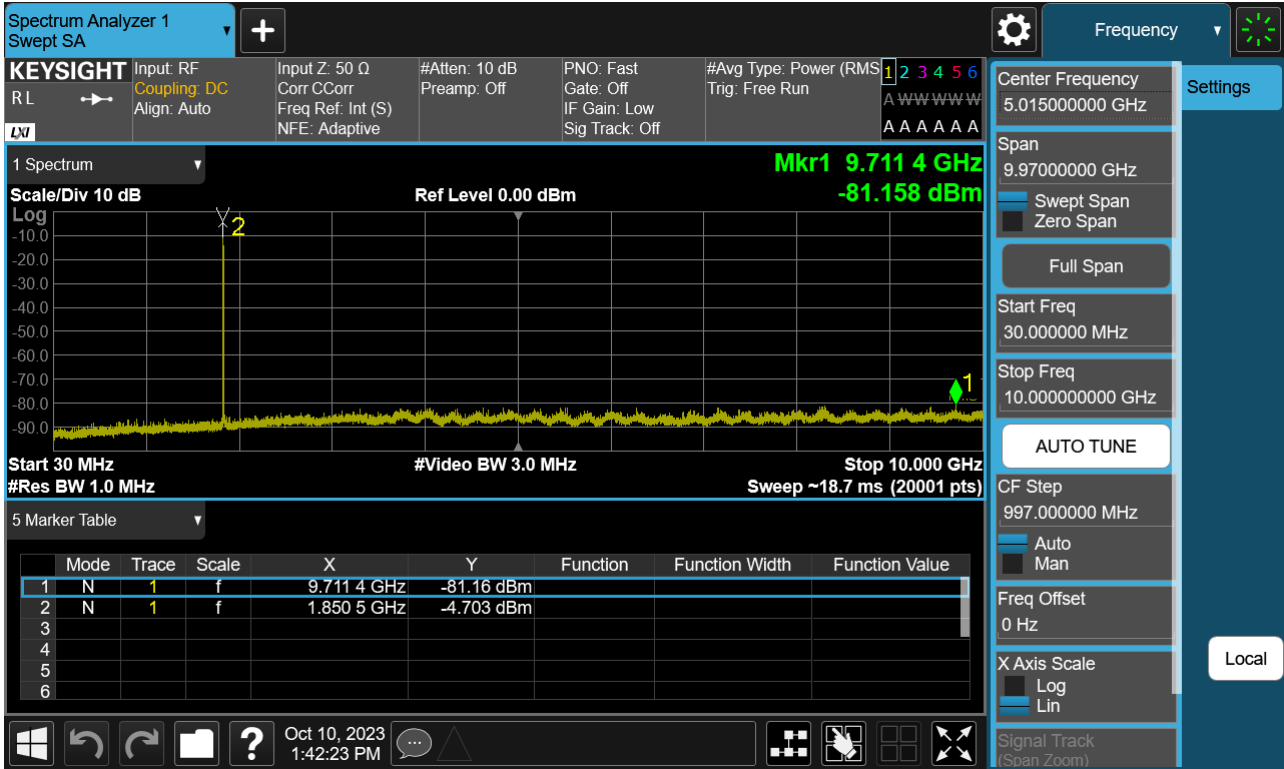 Spectrum Analyzer 1
Swept SA
Frequency
KEYSIGHT
R L
LXI
Input: RF
Coupling: DC
Align: Auto
Input Z: 50 Ω
Corr CCorr
Freq Ref: Int (S)
NFE: Adaptive
#Atten: 10 dB
Preamp: Off
PNO: Fast
Gate: Off
IF Gain: Low
Sig Track: Off
#Avg Type: Power (RMS
Trig: Free Run
1 2 3 4 5 6
A W W W W W
A A A A A A
1 Spectrum
Mkr1 9.711 4 GHz
Scale/Div 10 dB
Ref Level 0.00 dBm
-81.158 dBm
Log
2
-10.0
-20.0
-30.0
-40.0
-50.0
-60.0
-70.0
1
-80.0
-90.0
Start 30 MHz
#Video BW 3.0 MHz
Stop 10.000 GHz
#Res BW 1.0 MHz
Sweep ~18.7 ms (20001 pts)
5 Marker Table
Mode Trace Scale X Y Function Function Width Function Value
1 N 1 f 9.711 4 GHz -81.16 dBm
2 N 1 f 1.850 5 GHz -4.703 dBm
3
4
5
6
Oct 10, 2023
1:42:23 PM
Center Frequency
5.015000000 GHz
Settings
Span
9.97000000 GHz
Swept Span
Zero Span
Full Span
Start Freq
30.000000 MHz
Stop Freq
10.000000000 GHz
AUTO TUNE
CF Step
997.000000 MHz
Auto
Man
Freq Offset
0 Hz
X Axis Scale
Log
Lin
Local
Signal Track
(Span Zoom)